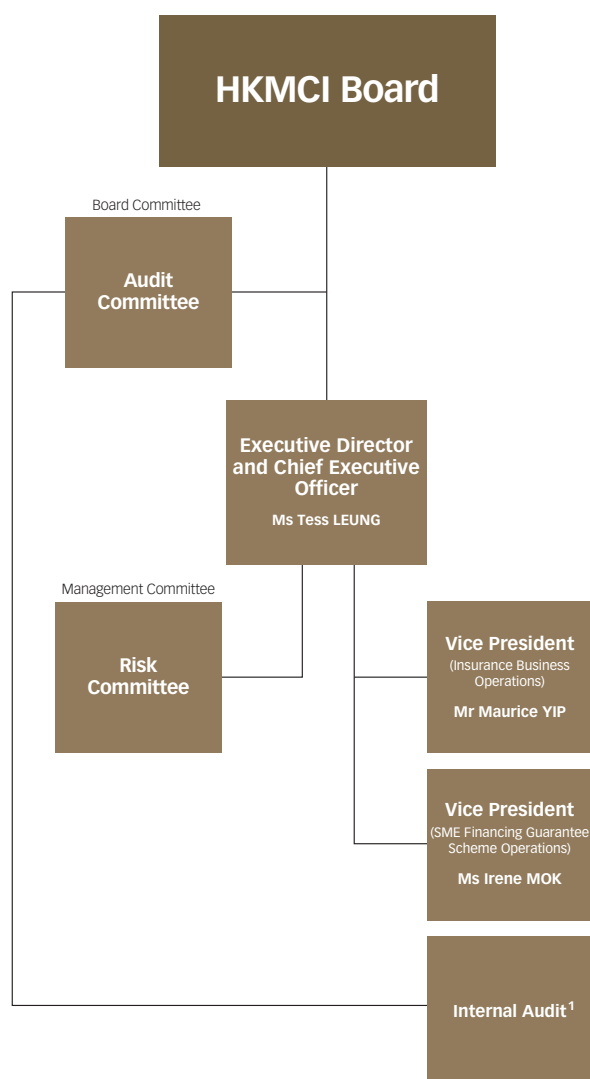 HKMCI Board
Board Committee
Audit
Committee
Executive Director
and Chief Executive
Officer
Ms Tess LEUNG
Management Committee
Risk
Committee
Vice President
(Insurance Business
Operations)
Mr Maurice YIP
Vice President
(SME Financing Guarantee
Scheme Operations)
Ms Irene MOK
Internal Audit¹